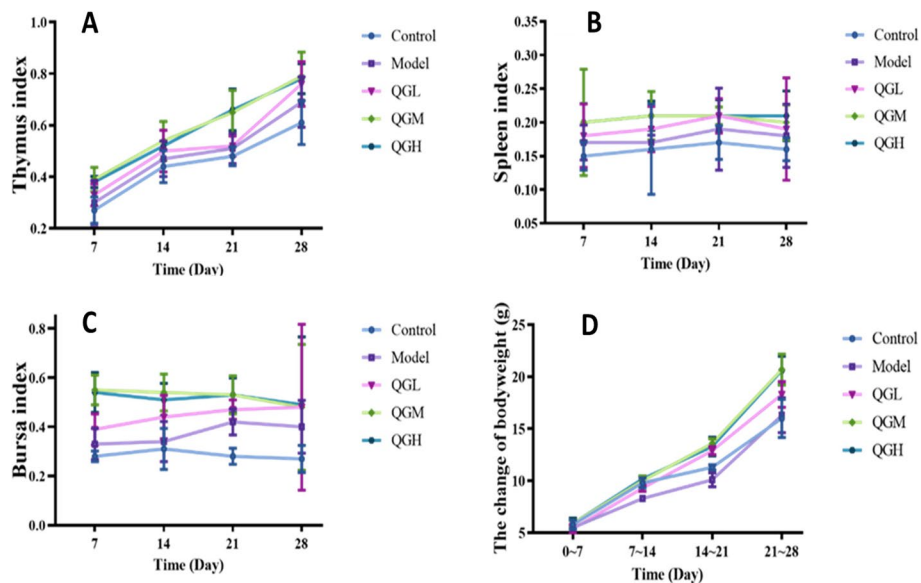 A
1.0
0.8
0.6
0.4
0.2
Thymus index
7 14 21 28
Time (Day)
Control
Model
QGL
QGM
QGH
B
0.35
0.30
0.25
0.20
0.15
0.10
0.05
Spleen index
7 14 21 28
Time (Day)
Control
Model
QGL
QGM
QGH
C
0.8
0.6
0.4
0.2
0.0
Bursa index
7 14 21 28
Time (Day)
Control
Model
QGL
QGM
QGH
D
25
20
15
10
5
The change of bodyweight (g)
0~7 7~14 14~21 21~28
Time (Day)
Control
Model
QGL
QGM
QGH